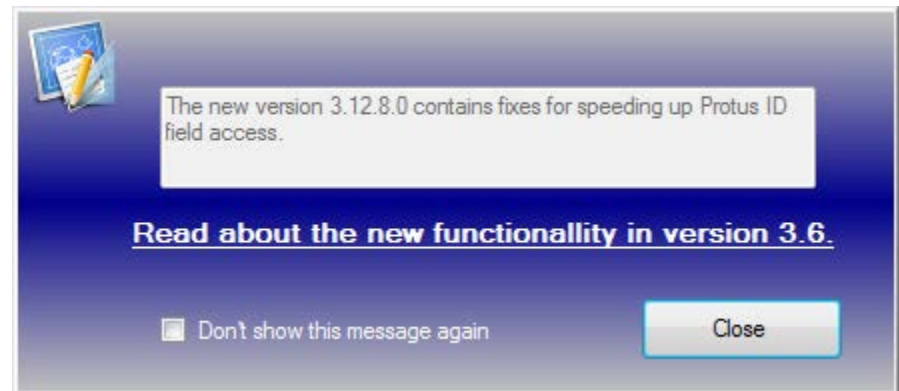 The new version 3.12.8.0 contains fixes for speeding up Protus ID
field access.
Read about the new functionallity in version 3.6.
Don't show this message again
Close